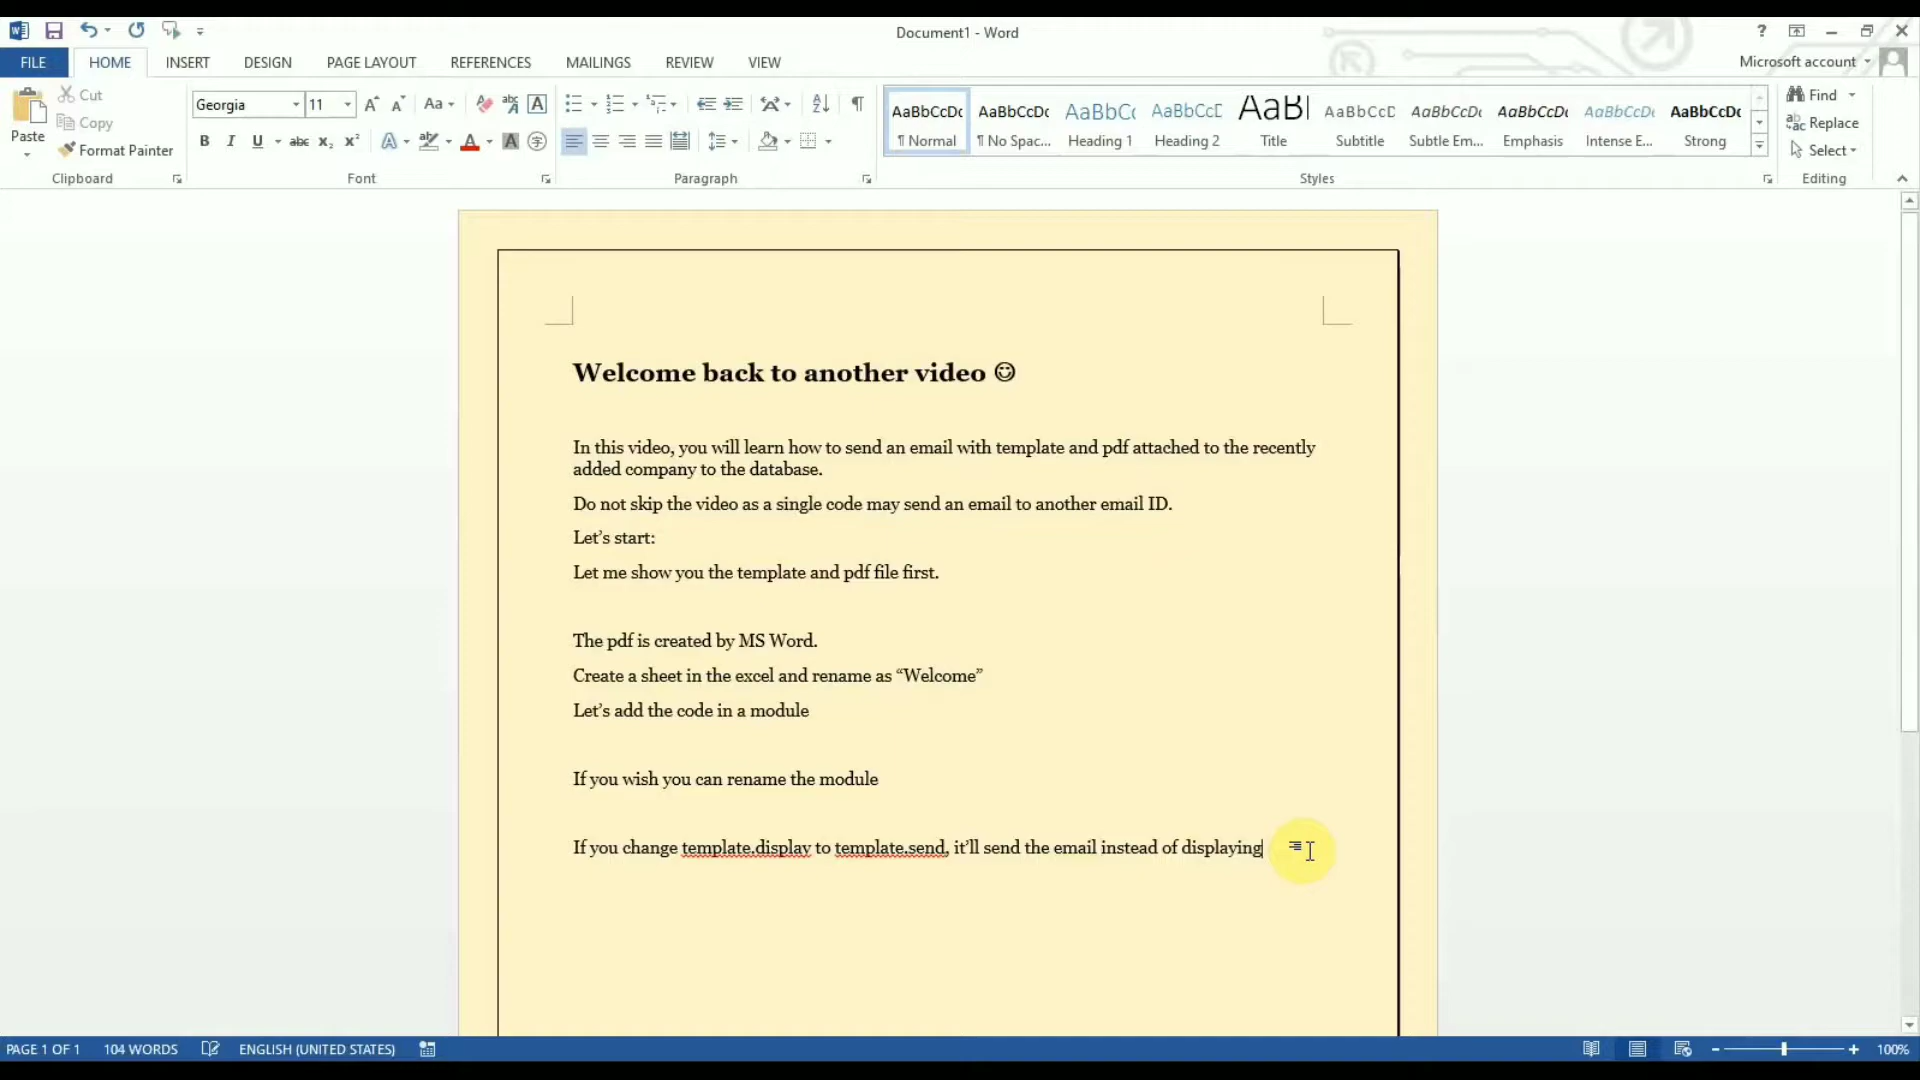 Document1 - Word
?
FILE
HOME
INSERT
DESIGN
PAGE LAYOUT
REFERENCES
MAILINGS
REVIEW
VIEW
Microsoft account
Paste
Cut
Copy
Format Painter
Clipboard
Georgia
11
Aa
B I U abc x₂ x²
Font
Paragraph
AaBbCcDc
¶ Normal
AaBbCcDc
¶ No Spac...
AaBbC(
Heading 1
AaBbCcD
Heading 2
AaBl
Title
AaBbCcD
Subtitle
AaBbCcDc
Subtle Em...
AaBbCcDc
Emphasis
AaBbCcDc
Intense E...
AaBbCcDc
Strong
Styles
Find
Replace
Select
Editing
Welcome back to another video ☺
In this video, you will learn how to send an email with template and pdf attached to the recently
added company to the database.
Do not skip the video as a single code may send an email to another email ID.
Let’s start:
Let me show you the template and pdf file first.
The pdf is created by MS Word.
Create a sheet in the excel and rename as “Welcome”
Let’s add the code in a module
If you wish you can rename the module
If you change template.display to template.send, it’ll send the email instead of displaying
PAGE 1 OF 1
104 WORDS
ENGLISH (UNITED STATES)
100%